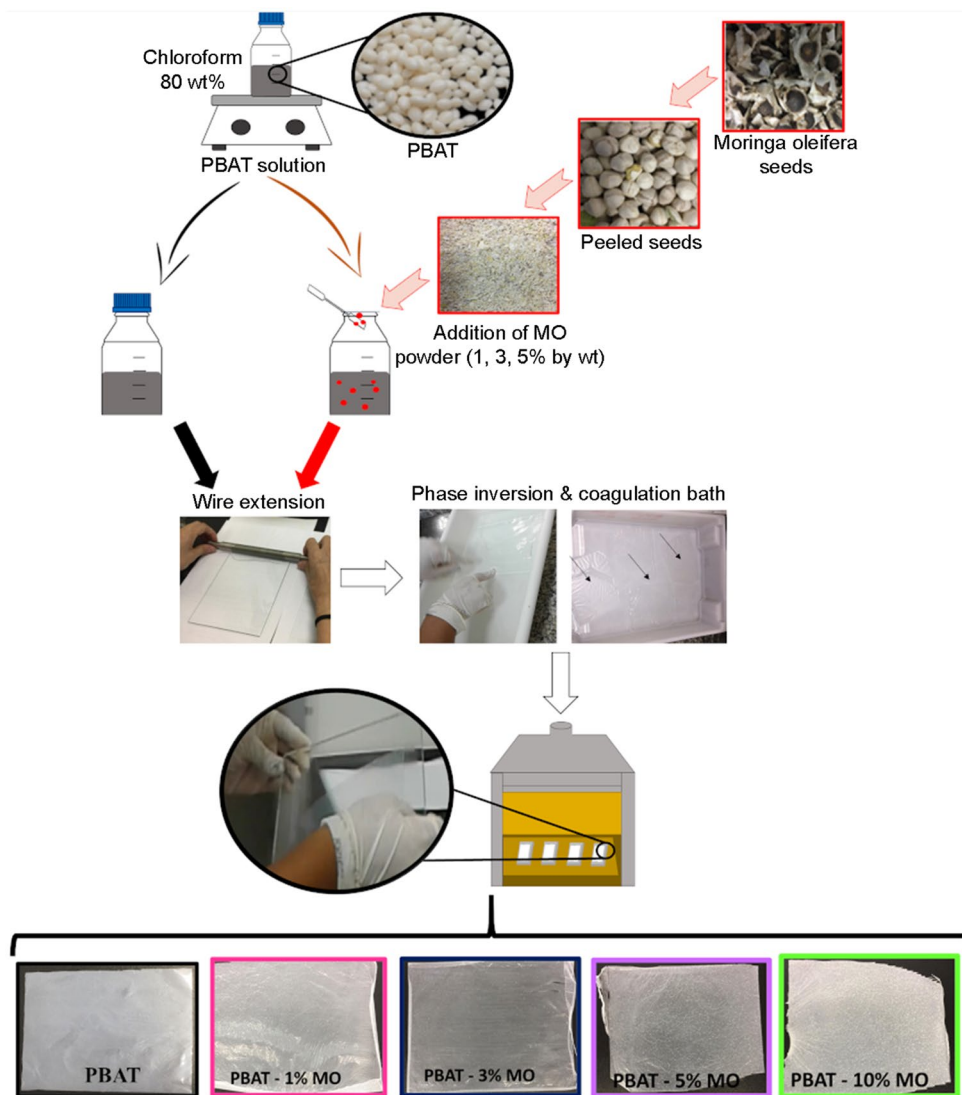 Chloroform
80 wt%
PBAT
PBAT solution
Moringa oleifera
seeds
Peeled seeds
Addition of MO
powder (1, 3, 5% by wt)
Wire extension
Phase inversion & coagulation bath
PBAT
PBAT - 1% MO
PBAT - 3% MO
PBAT - 5% MO
PBAT - 10% MO